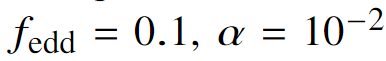 f_edd = 0.1, α = 10⁻²